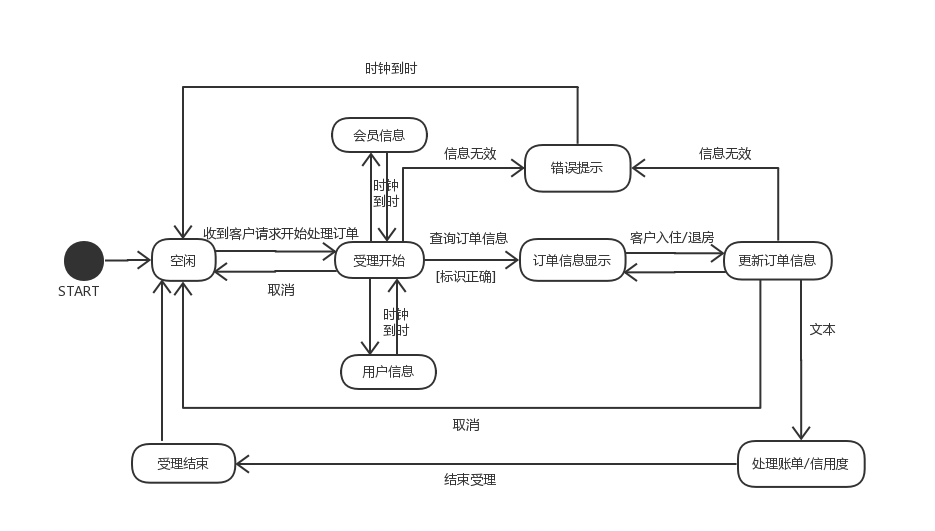 时钟到时
会员信息
信息无效
信息无效
错误提示
时钟
到时
收到客户请求开始处理订单
查询订单信息
客户入住/退房
空闲
受理开始
订单信息显示
更新订单信息
START
取消
[标识正确]
时钟
到时
文本
用户信息
取消
受理结束
处理账单/信用度
结束受理